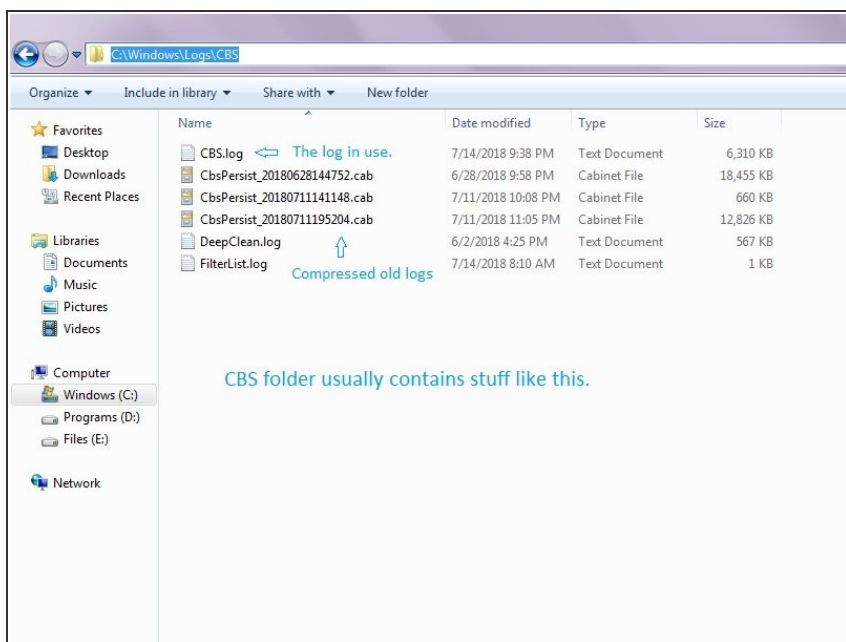 C:\Windows\Logs\CBS
Organize Include in library Share with New folder
Favorites
Desktop
Downloads
Recent Places
Libraries
Documents
Music
Pictures
Videos
Computer
Windows (C:)
Programs (D:)
Files (E:)
Network
Name Date modified Type Size
CBS.log The log in use. 7/14/2018 9:38 PM Text Document 6,310 KB
CbsPersist_20180628144752.cab 6/28/2018 9:58 PM Cabinet File 18,455 KB
CbsPersist_20180711141148.cab 7/11/2018 10:08 PM Cabinet File 660 KB
CbsPersist_20180711195204.cab 7/11/2018 11:05 PM Cabinet File 12,826 KB
DeepClean.log 6/2/2018 4:25 PM Text Document 567 KB
FilterList.log 7/14/2018 8:10 AM Text Document 1 KB
Compressed old logs
CBS folder usually contains stuff like this.